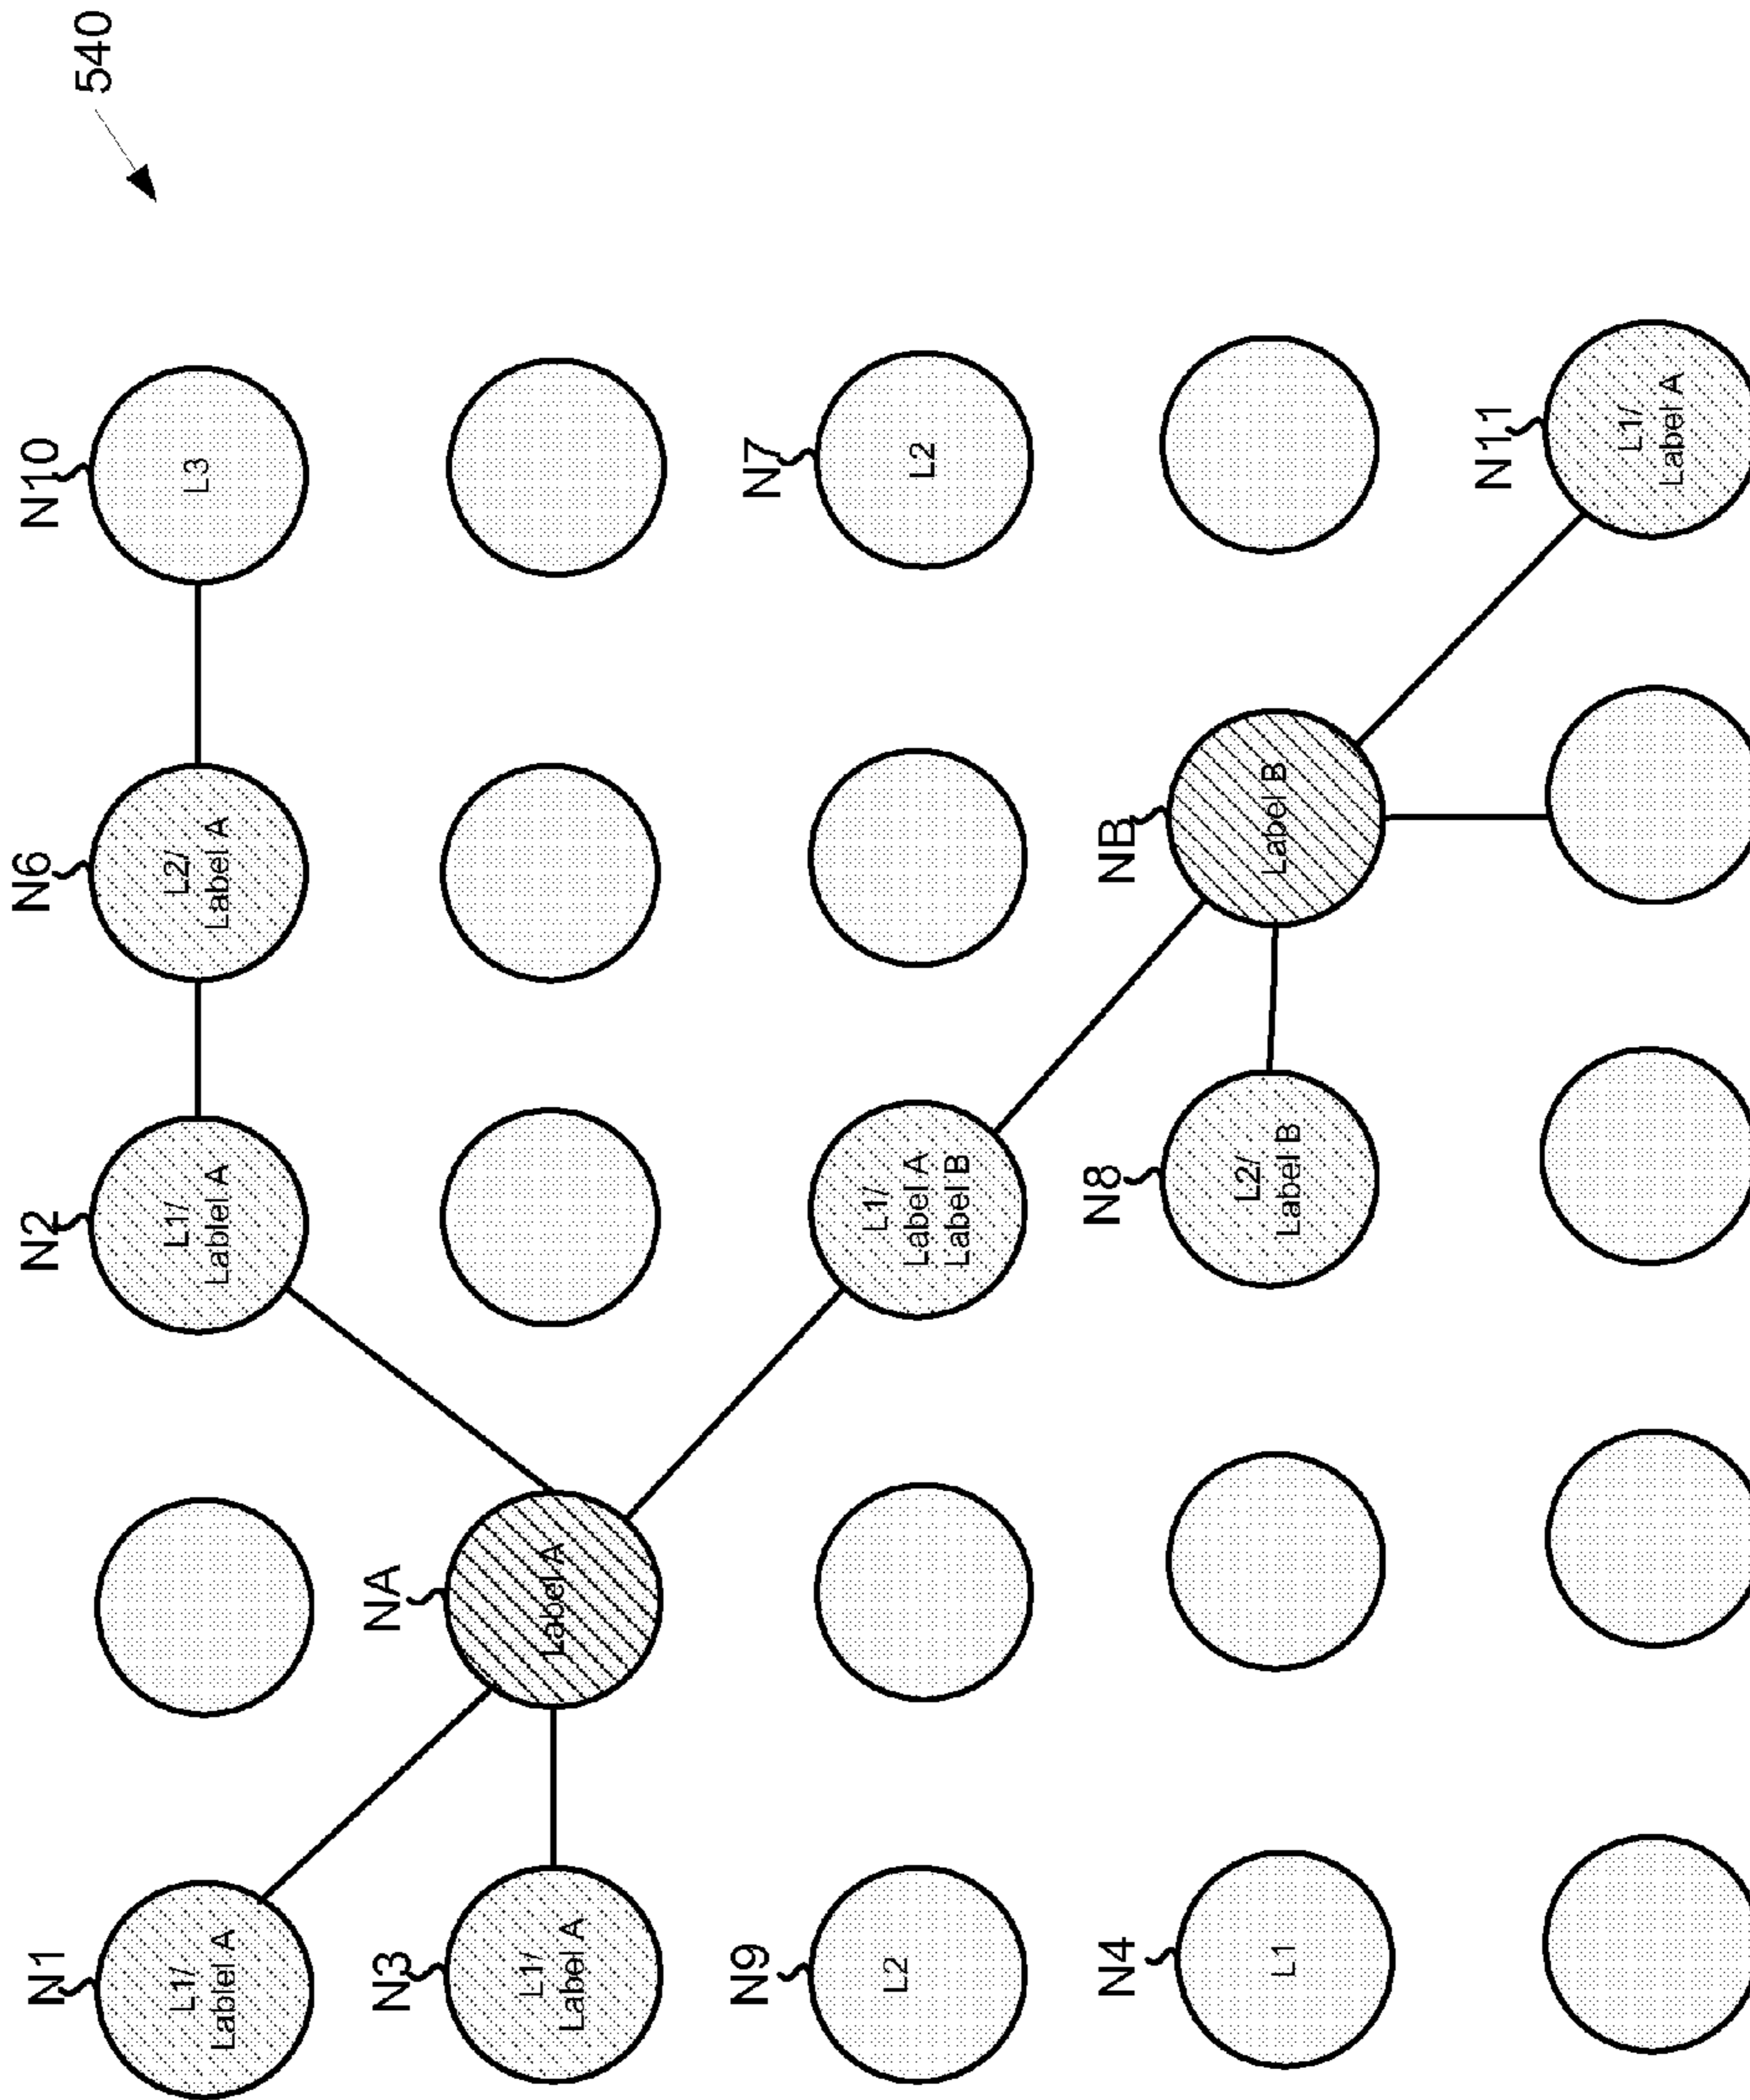 540
N1
N2
N6
N10
L1/
Lablel A
L1/
Lablel A
L2/
Label A
L3
N3
NA
L1/
Label A
Label A
N9
N7
L2
L1/
Label A
Label B
L2
N4
N8
NB
L1
L2/
Label B
Label B
N11
L1/
Label A